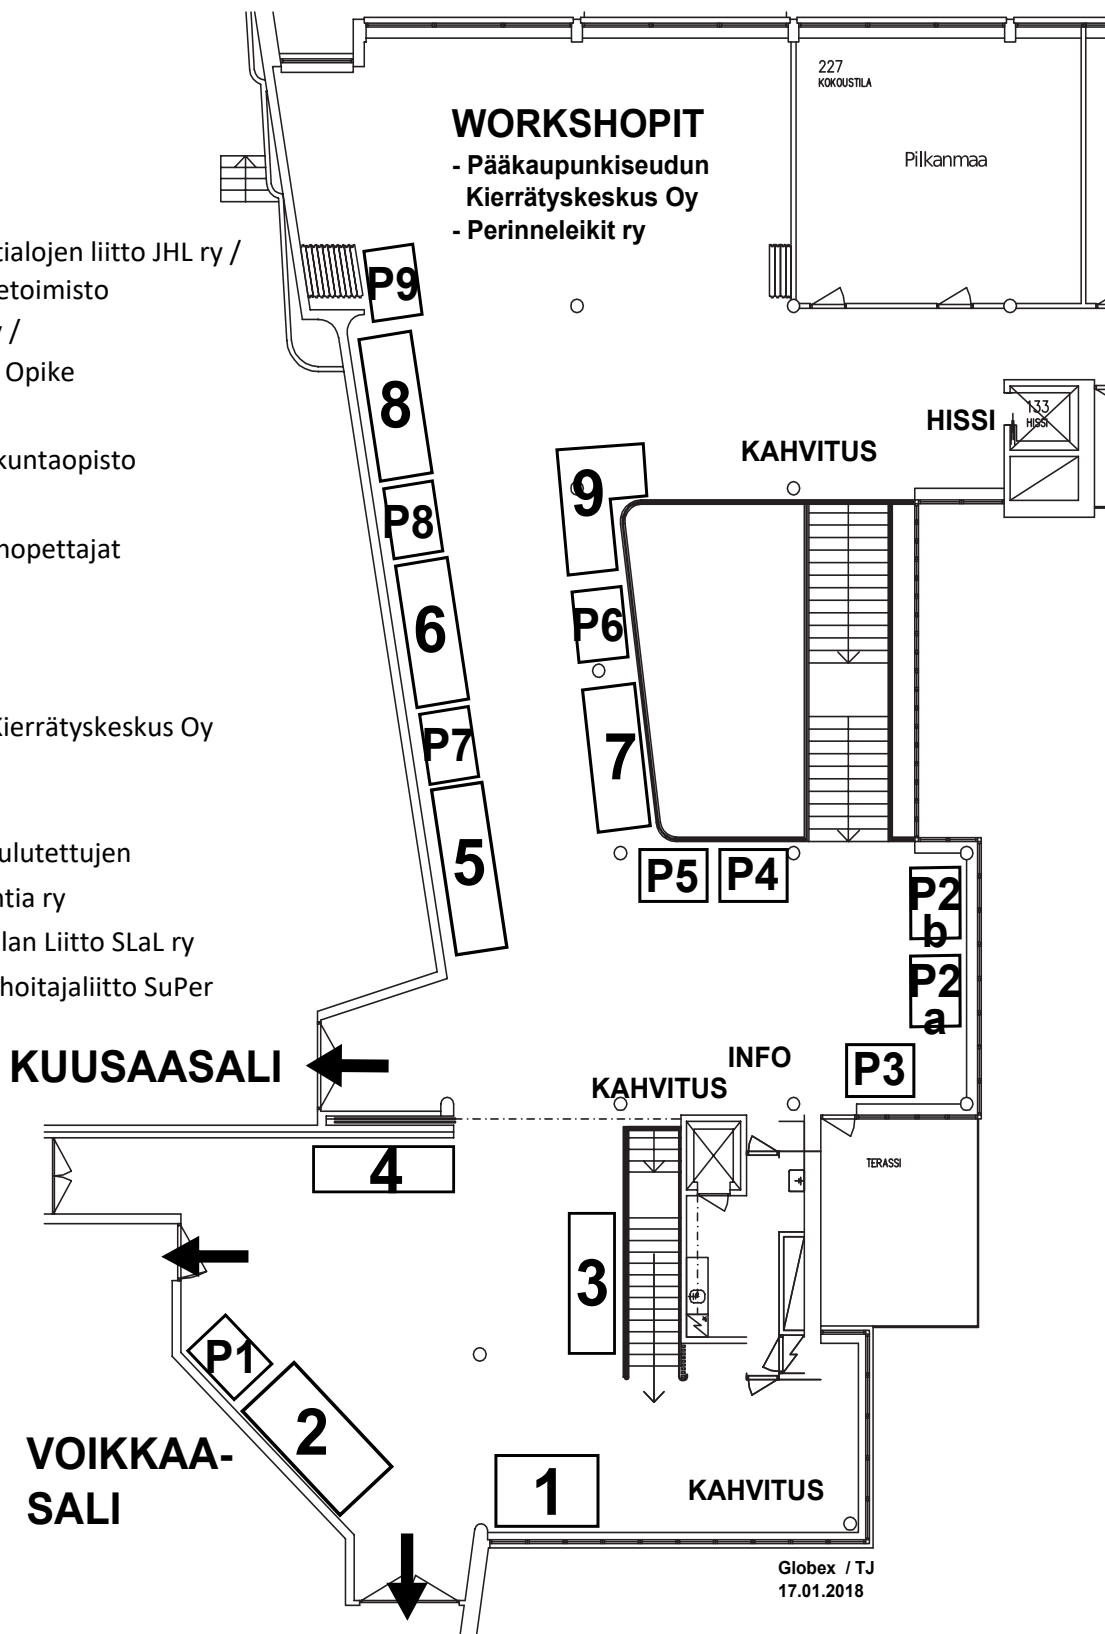 227
KOKOUSTILA
WORKSHOPIT
- Pääkaupunkiseudun
Kierrätyskeskus Oy
- Perinneleikit ry
Pilkanmaa
tialojen liitto JHL ry /
etoimisto
/
Opike
kuntaopisto
nopettajat
Kierrätyskeskus Oy
ulutettujen
ntia ry
lan Liitto SLaL ry
hoitajaliitto SuPer
P9
8
P8
6
P7
5
9
P6
7
P5
P4
P2
b
P2
a
P3
HISSI
133
HISSI
KAHVITUS
KUUSAASALI
INFO
KAHVITUS
4
TERASSI
3
P1
2
VOIKKAA-
SALI
1
KAHVITUS
Globex / TJ
17.01.2018